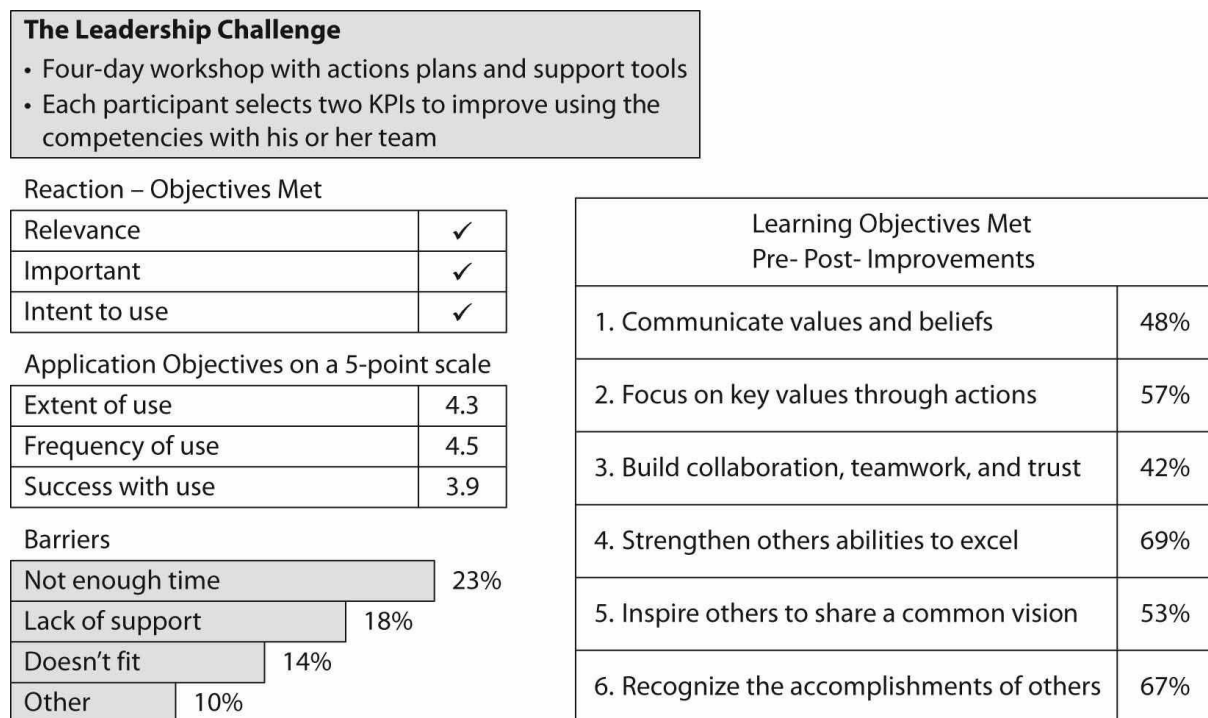 The Leadership Challenge
• Four-day workshop with actions plans and support tools
• Each participant selects two KPIs to improve using the
competencies with his or her team
Reaction – Objectives Met
Relevance ✓
Important ✓
Intent to use ✓
Application Objectives on a 5-point scale
Extent of use 4.3
Frequency of use 4.5
Success with use 3.9
Barriers
Not enough time 23%
Lack of support 18%
Doesn’t fit 14%
Other 10%
Learning Objectives Met
Pre- Post- Improvements
1. Communicate values and beliefs 48%
2. Focus on key values through actions 57%
3. Build collaboration, teamwork, and trust 42%
4. Strengthen others abilities to excel 69%
5. Inspire others to share a common vision 53%
6. Recognize the accomplishments of others 67%